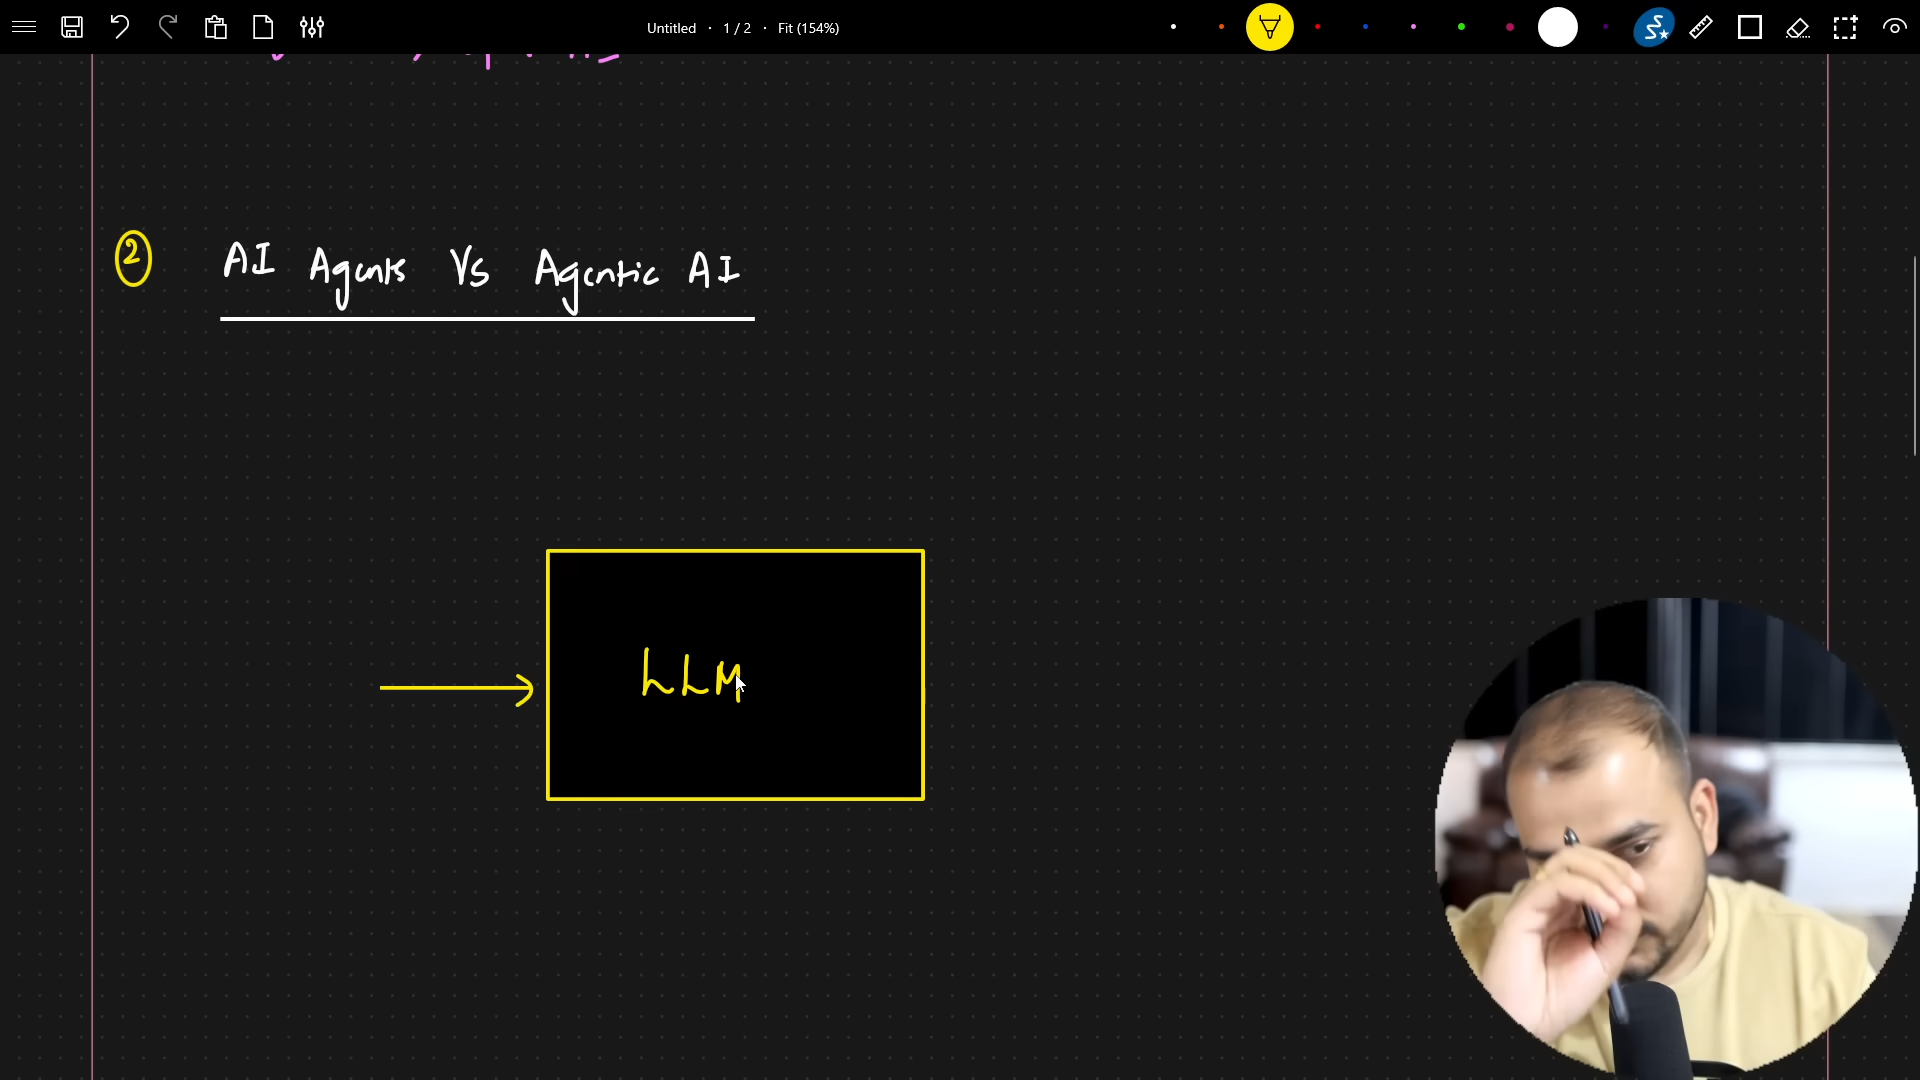 Untitled · 1 / 2 · Fit (154%)
2 AI Agents Vs Agentic AI
LLM